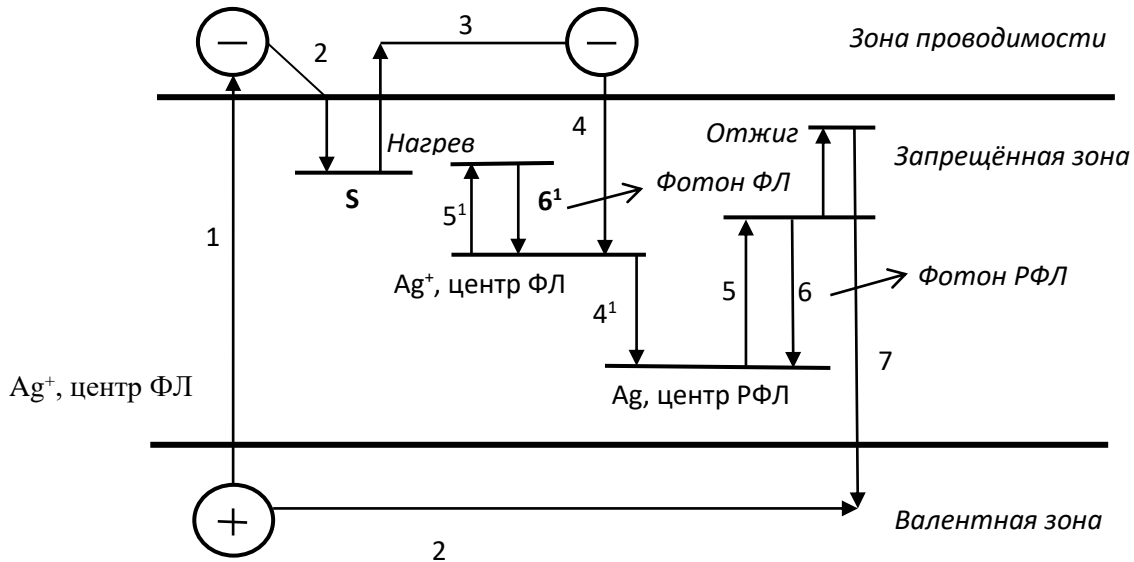 3
2
Зона проводимости
4
Отжиг
Нагрев
Запрещённая зона
S
Фотон ФЛ
5¹
6¹
1
Ag⁺, центр ФЛ
Фотон РФЛ
5
6
4¹
7
Ag⁺, центр ФЛ
Ag, центр РФЛ
Валентная зона
2